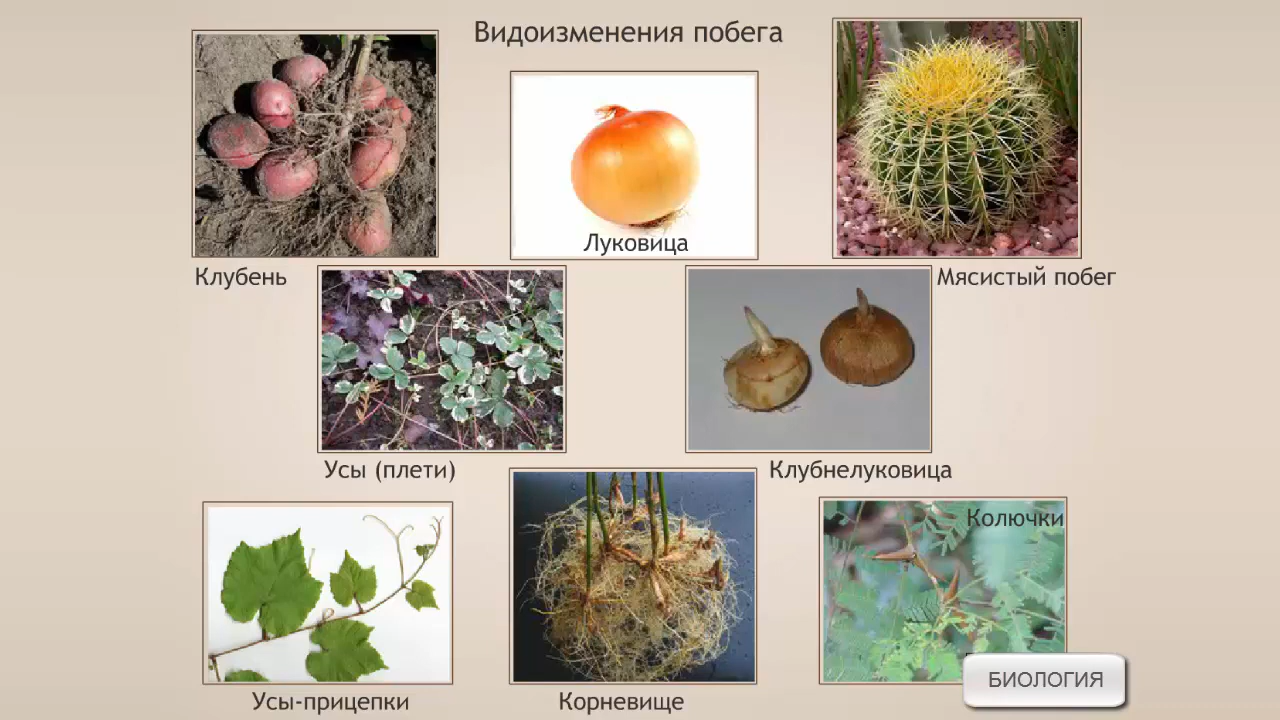 Видоизменения побега
Луковица
Клубень
Мясистый побег
Усы (плети)
Клубнелуковица
Колючки
БИОЛОГИЯ
Усы-прицепки
Корневище